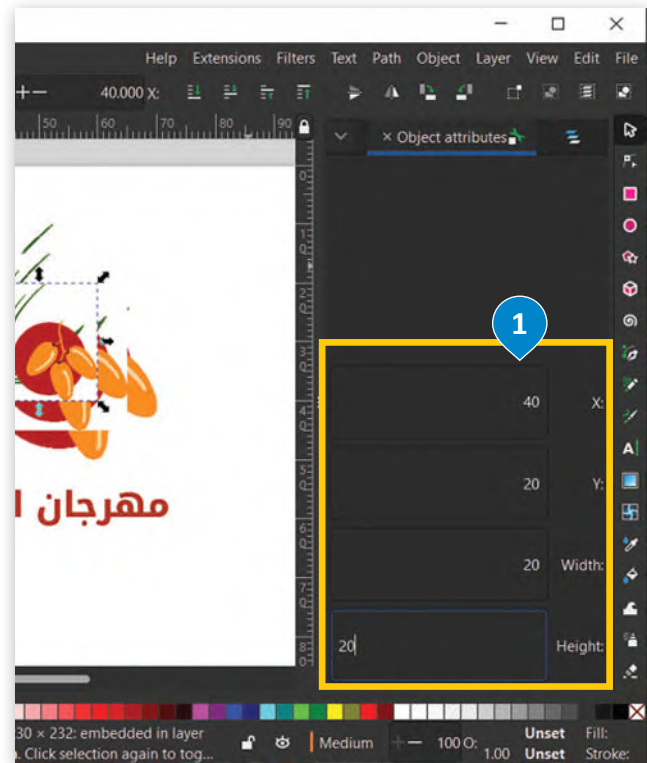 Help Extensions Filters Text Path Object Layer View Edit File
40.000 X:
50 60 70 80 90
× Object attributes
1
40 X:
20 Y:
20 Width:
20 Height:
مهرجان ا
30 × 232: embedded in layer
. Click selection again to tog...
Medium
100 O:
1.00
Unset Fill:
Unset Stroke: